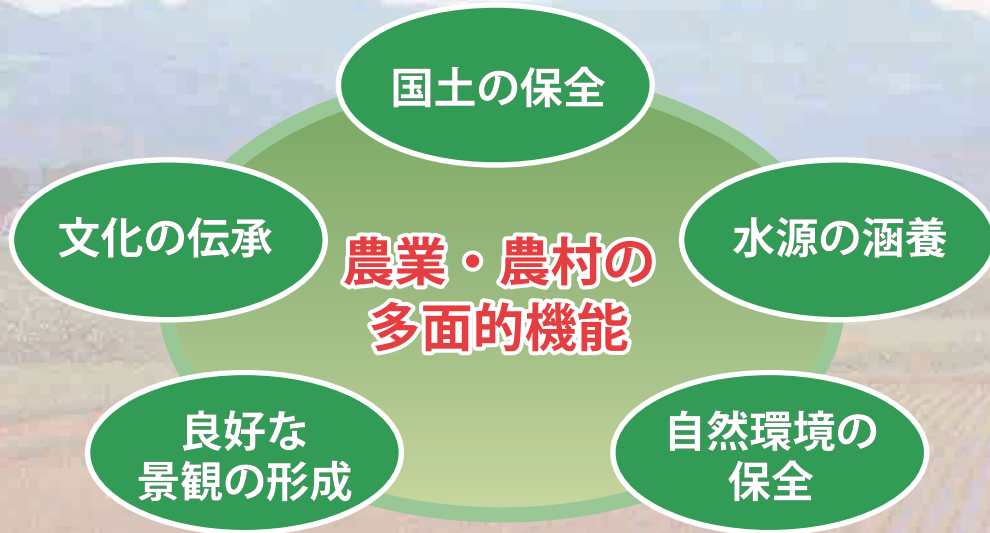 国土の保全
文化の伝承
水源の涵養
農業・農村の
多面的機能
良好な
景観の形成
自然環境の
保全